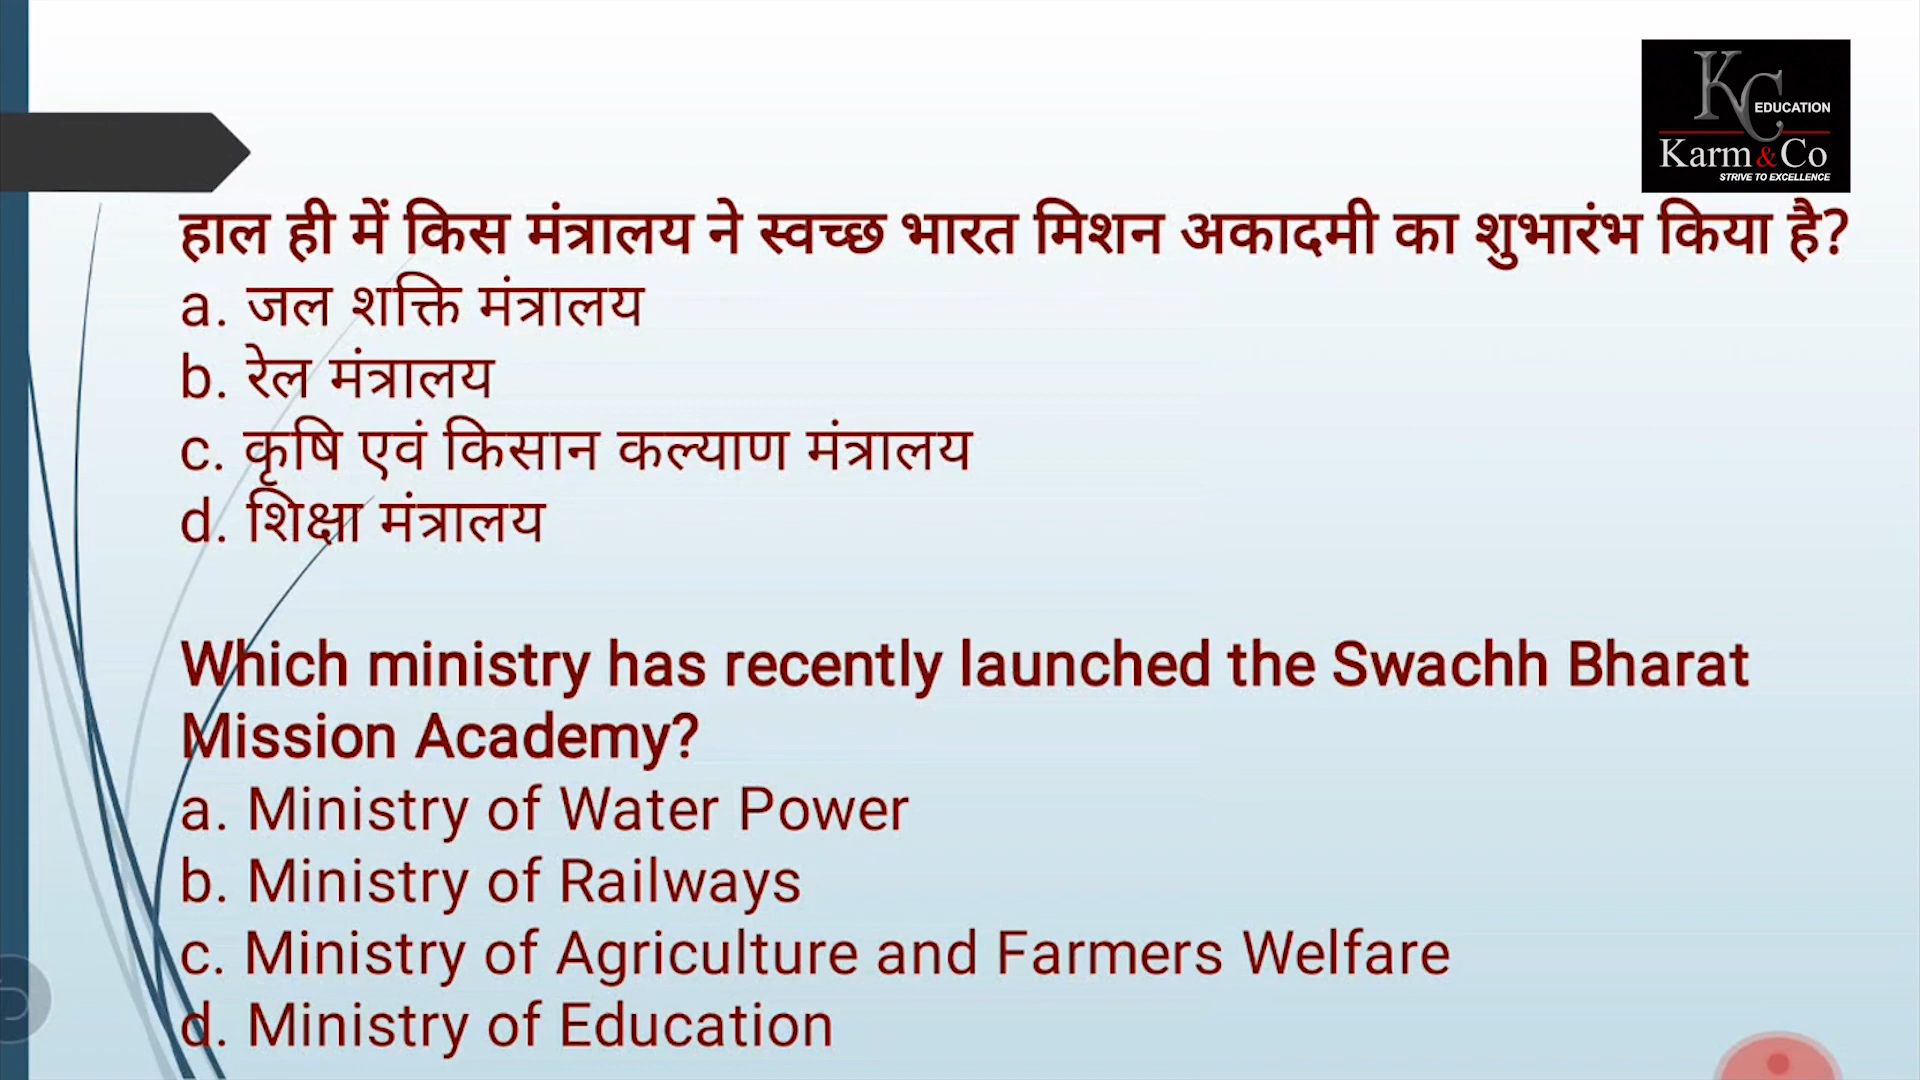 KC EDUCATION
Karm & Co
STRIVE TO EXCELLENCE
हाल ही में किस मंत्रालय ने स्वच्छ भारत मिशन अकादमी का शुभारंभ किया है?
a. जल शक्ति मंत्रालय
b. रेल मंत्रालय
c. कृषि एवं किसान कल्याण मंत्रालय
d. शिक्षा मंत्रालय
Which ministry has recently launched the Swachh Bharat
Mission Academy?
a. Ministry of Water Power
b. Ministry of Railways
c. Ministry of Agriculture and Farmers Welfare
d. Ministry of Education